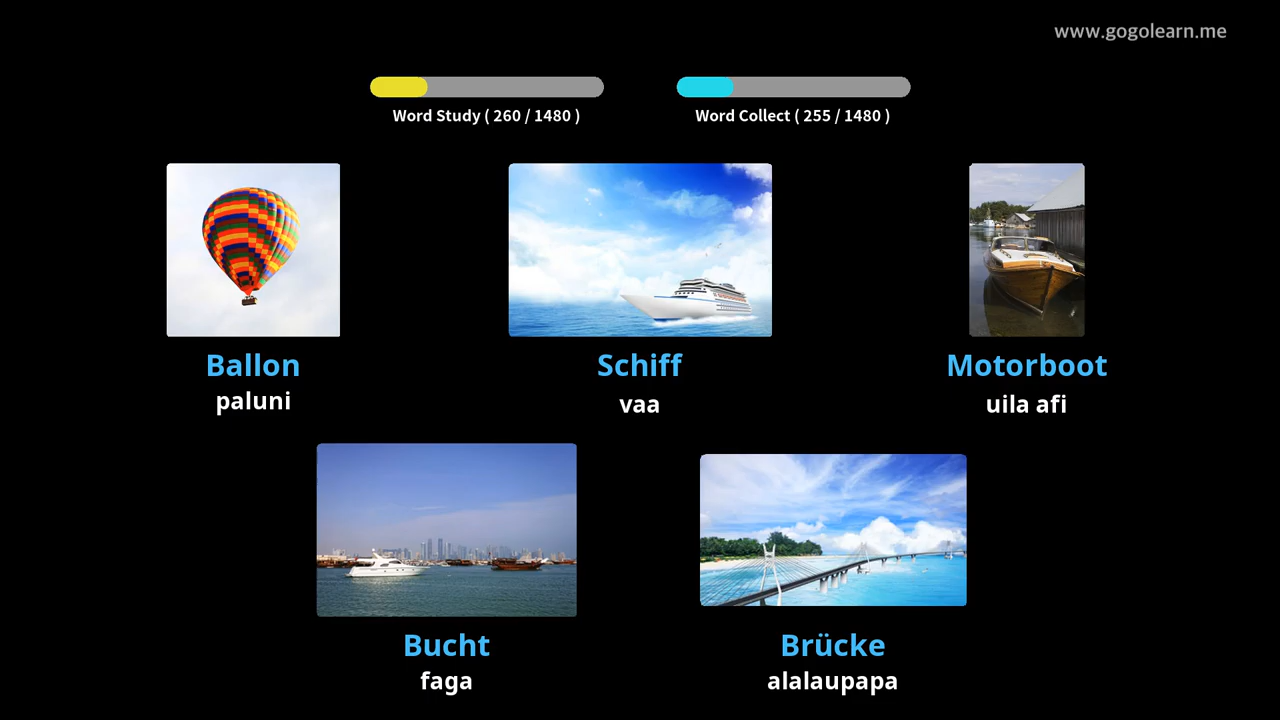 www.gogolearn.me
Word Study ( 260 / 1480 )
Word Collect ( 255 / 1480 )
Ballon
paluni
Schiff
vaa
Motorboot
uila afi
Bucht
faga
Brücke
alalaupapa